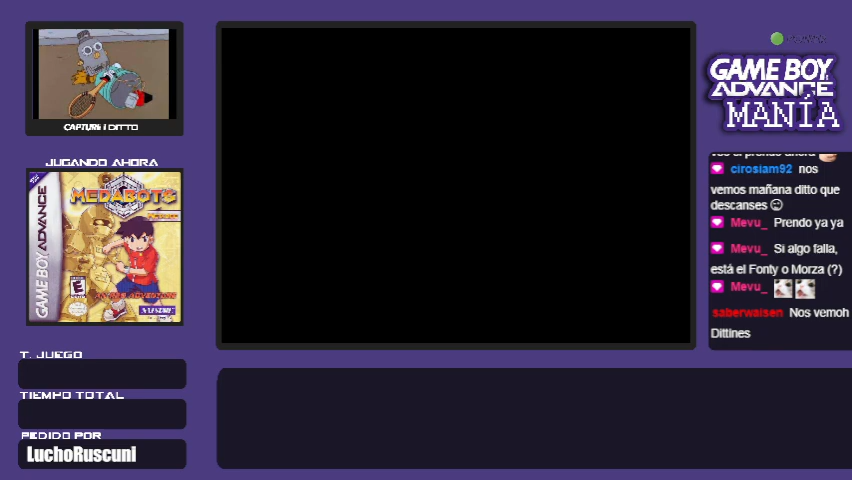 CAPTURE | DITTO
JUGANDO AHORA
GAME BOY ADVANCE
MEDABOTS
E
T. JUEGO
TIEMPO TOTAL
PEDIDO POR
LuchoRuscuni
GAME BOY
ADVANCE
MANÍA
cirosiam92 nos
vemos mañana ditto que
descanses
Mevu_ Prendo ya ya
Mevu_ Si algo falla,
está el Fonty o Morza (?)
Mevu_
saberwaisen Nos vemoh
Dittines